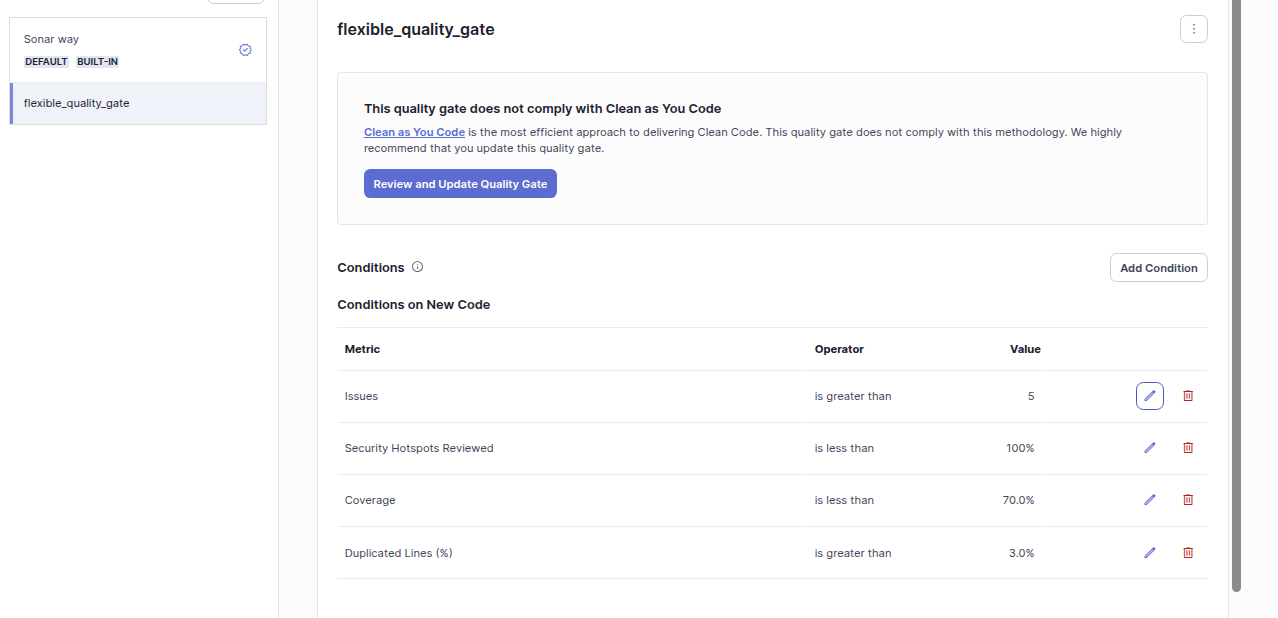 Sonar way
DEFAULT BUILT-IN
flexible_quality_gate
flexible_quality_gate
This quality gate does not comply with Clean as You Code
Clean as You Code is the most efficient approach to delivering Clean Code. This quality gate does not comply with this methodology. We highly
recommend that you update this quality gate.
Review and Update Quality Gate
Conditions
Add Condition
Conditions on New Code
Metric Operator Value
Issues is greater than 5
Security Hotspots Reviewed is less than 100%
Coverage is less than 70.0%
Duplicated Lines (%) is greater than 3.0%